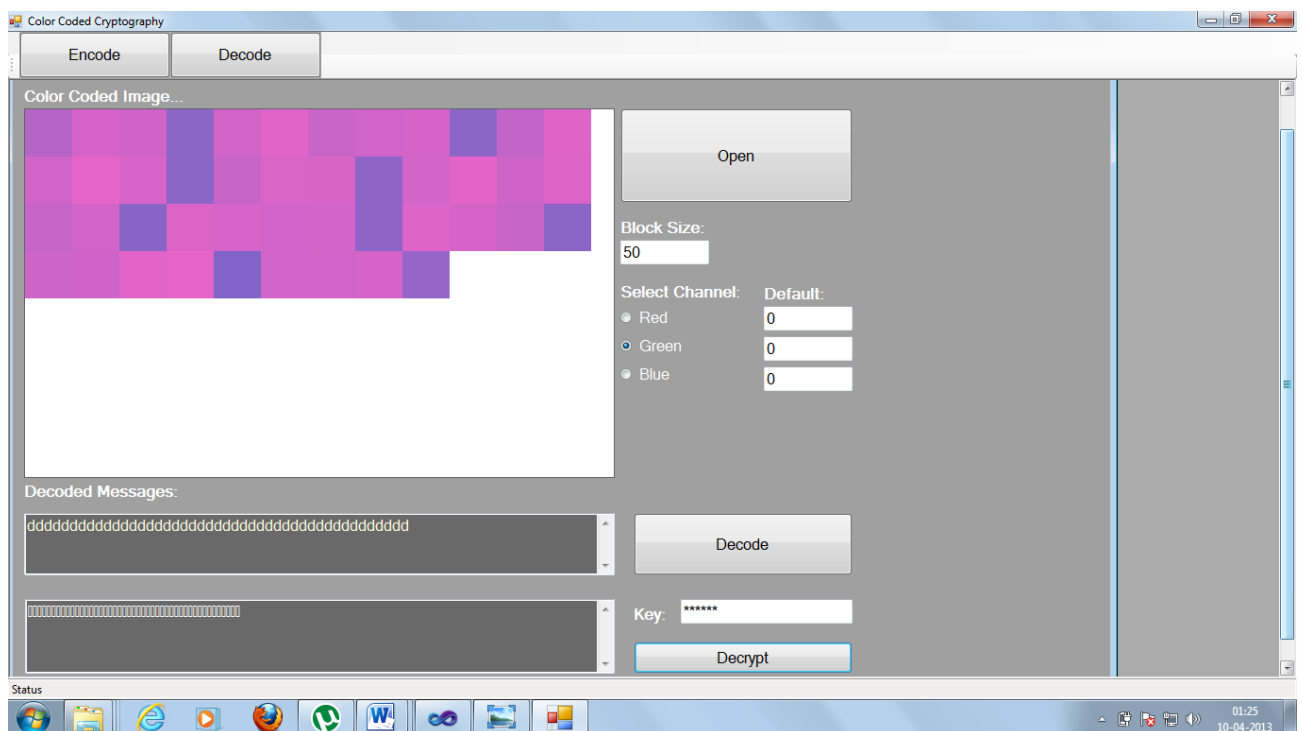 Color Coded Cryptography
Encode Decode
Color Coded Image...
Open
Block Size:
50
Select Channel: Default:
Red 0
Green 0
Blue 0
Decoded Messages:
ddddddddddddddddddddddddddddddddddddddddddddd
Decode
Key: ******
Decrypt
Status
01:25
10-04-2013